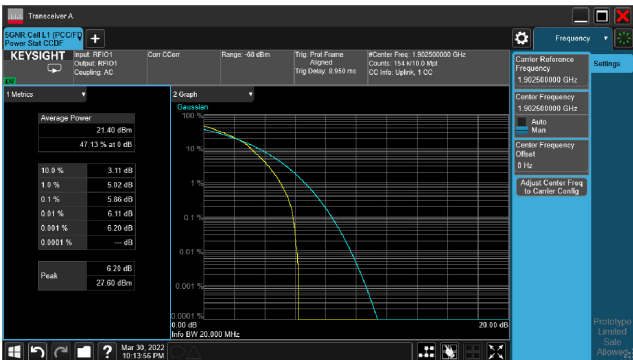 Transceiver A
5GNR Cell L1 (PCC/FD
Power Stat CCDF
Frequency
KEYSIGHT
Input: RFIO1
Output: RFIO1
Coupling: AC
Corr CCorr
Range: -60 dBm
Trig: Prot Frame
Aligned
Trig Delay: 8.950 ms
#Center Freq: 1.902500000 GHz
Counts: 154 k/10.0 Mpt
CC Info: Uplink, 1 CC
Carrier Reference
Frequency
1.902500000 GHz
Settings
Center Frequency
1.902500000 GHz
Auto
Man
Center Frequency
Offset
0 Hz
Adjust Center Freq
to Carrier Config
1 Metrics
Average Power
21.40 dBm
47.13 % at 0 dB
10.0 % 3.11 dB
1.0 % 5.02 dB
0.1 % 5.86 dB
0.01 % 6.11 dB
0.001 % 6.20 dB
0.0001 % --- dB
Peak
6.20 dB
27.60 dBm
2 Graph
Gaussian
100 %
10 %
1 %
0.1 %
0.01 %
0.001 %
0.0001 %
0.00 dB
20.00 dB
Info BW 20.000 MHz
Mar 30, 2022
10:13:56 PM
Prototype
Limited
Sale
Allowed